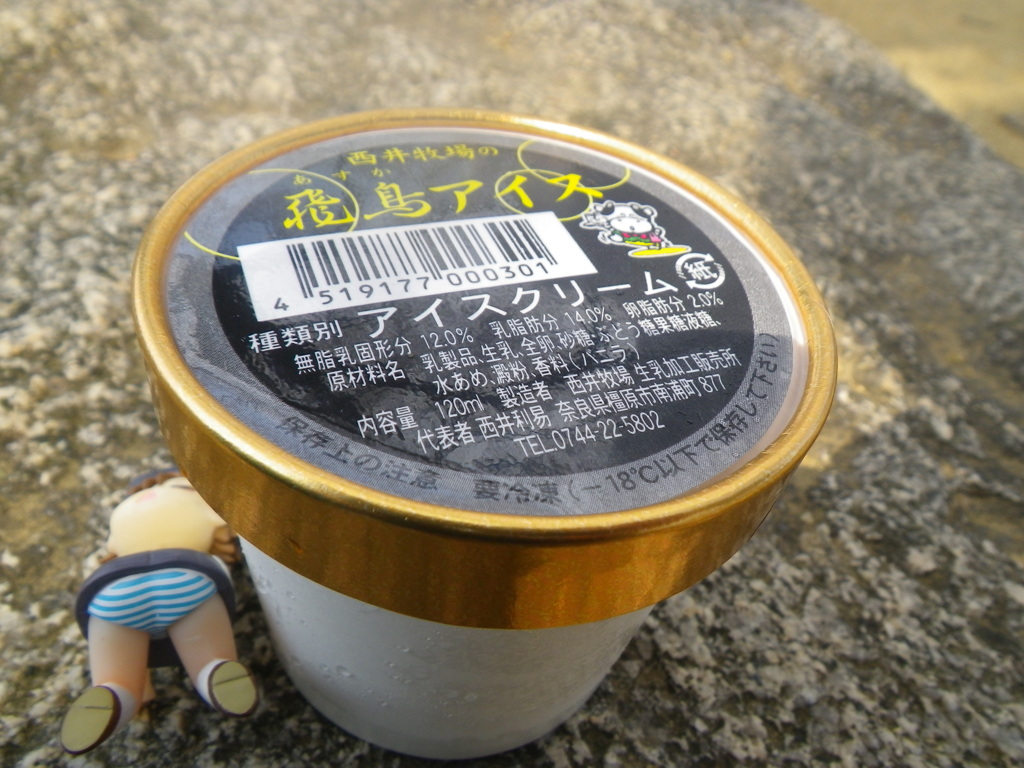 西井牧場の
あすか
飛鳥アイス
4 519177 000301
紙
種類別 アイスクリーム
無脂乳固形分 12.0% 乳脂肪分 14.0% 卵脂肪分 2.0%
原材料名 乳製品、生乳、全卵、砂糖、ぶどう糖果糖液糖、
水あめ、澱粉、香料(バニラ)
内容量 120ml 製造者 西井牧場 生乳加工販売所
代表者 西井利易 奈良県橿原市南浦町877
TEL.0744-22-5802
保存上の注意 要冷凍(-18℃以下で保存して下さい)